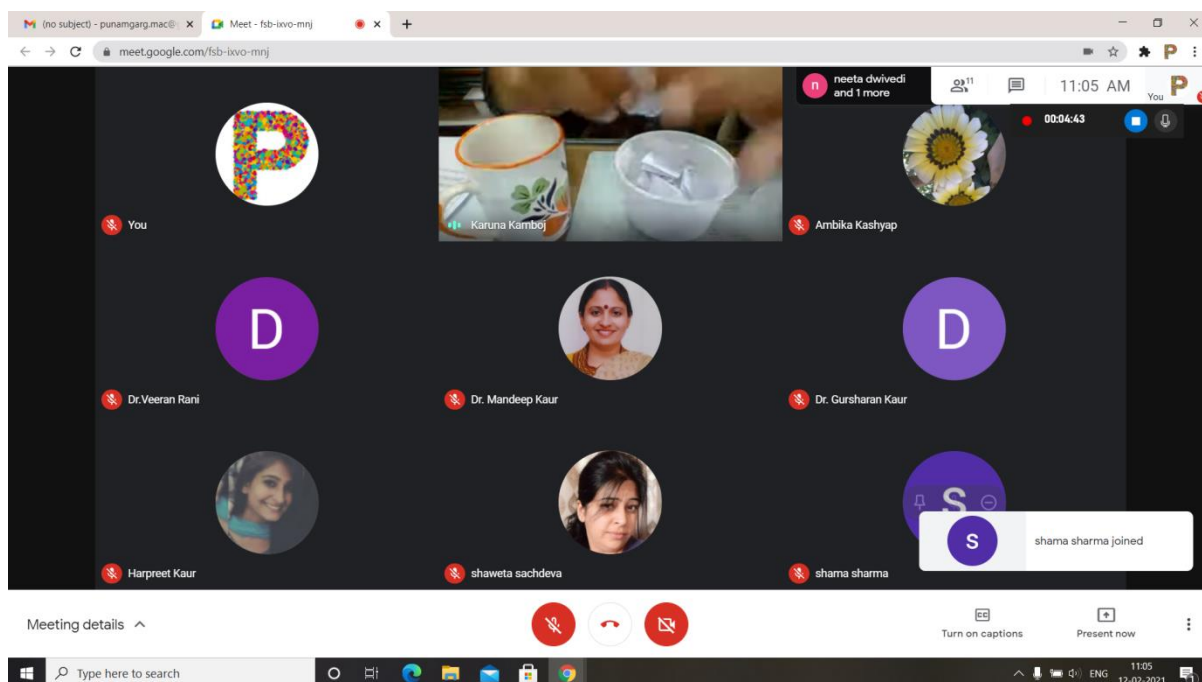 (no subject) - punamgarg.mac@
Meet - fsb-ixvo-mnj
meet.google.com/fsb-ixvo-mnj
P
neeta dwivedi
and 1 more
n
11
11:05 AM
You
P
00:04:43
P
You
Karuna Kamboj
Ambika Kashyap
D
D
Dr.Veeran Rani
Dr. Mandeep Kaur
Dr. Gursharan Kaur
S
S
shama sharma joined
Harpreet Kaur
shaweta sachdeva
shama sharma
Meeting details
CC
Turn on captions
Present now
Type here to search
ENG
11:05
12-02-2021